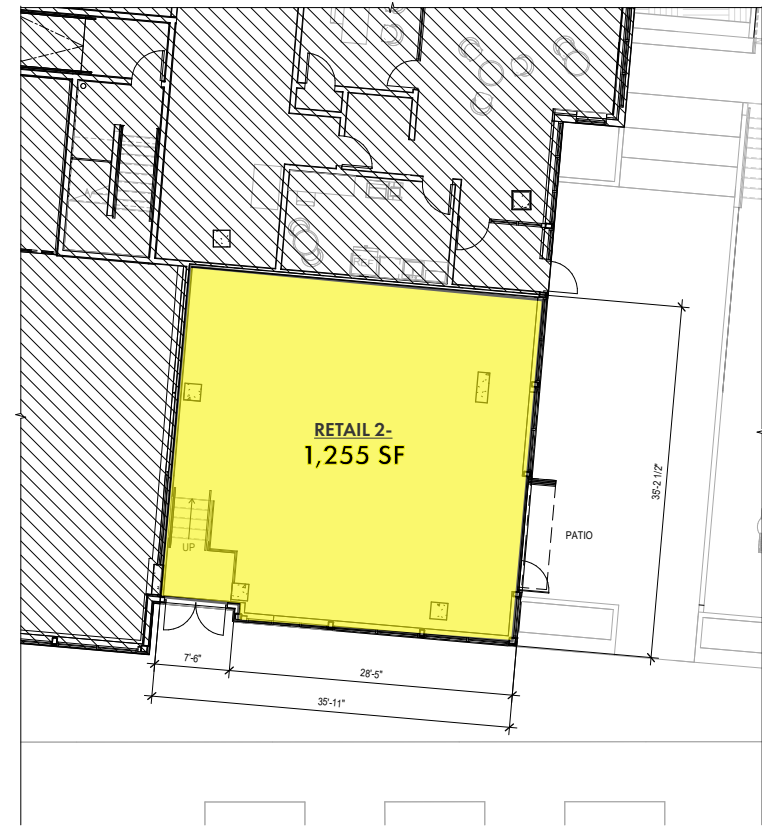 RETAIL 2-
1,255 SF
35'-2 1/2"
PATIO
UP
7'-6"
28'-5"
35'-11"